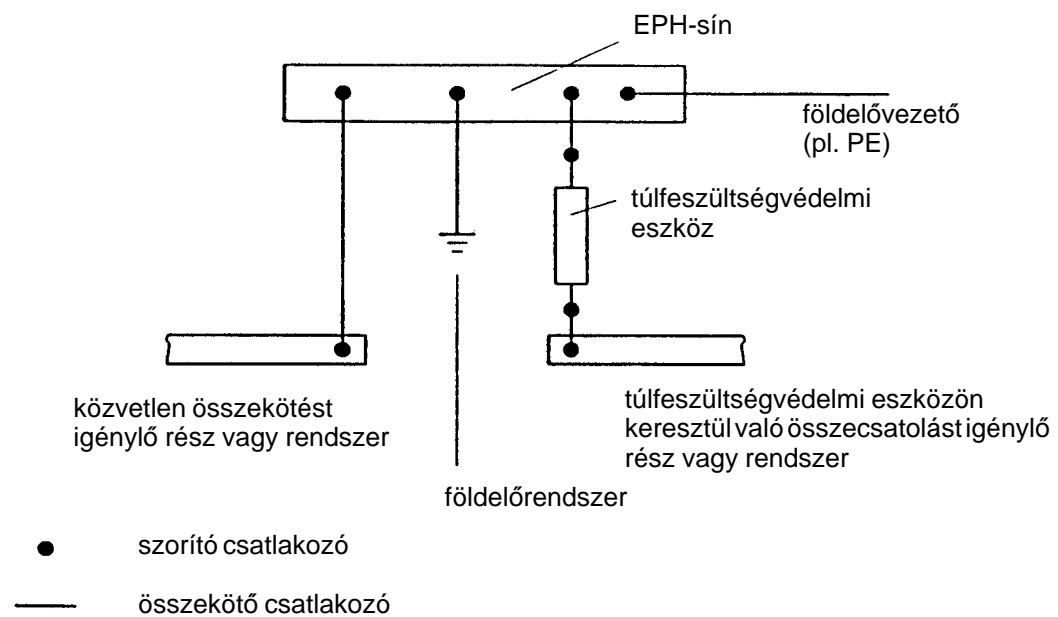 EPH-sín
földelővezető
(pl. PE)
túlfeszültségvédelmi
eszköz
közvetlen összekötést
igénylő rész vagy rendszer
túlfeszültségvédelmi eszközön
keresztül való összecsatolást igénylő
rész vagy rendszer
földelőrendszer
szorító csatlakozó
összekötő csatlakozó